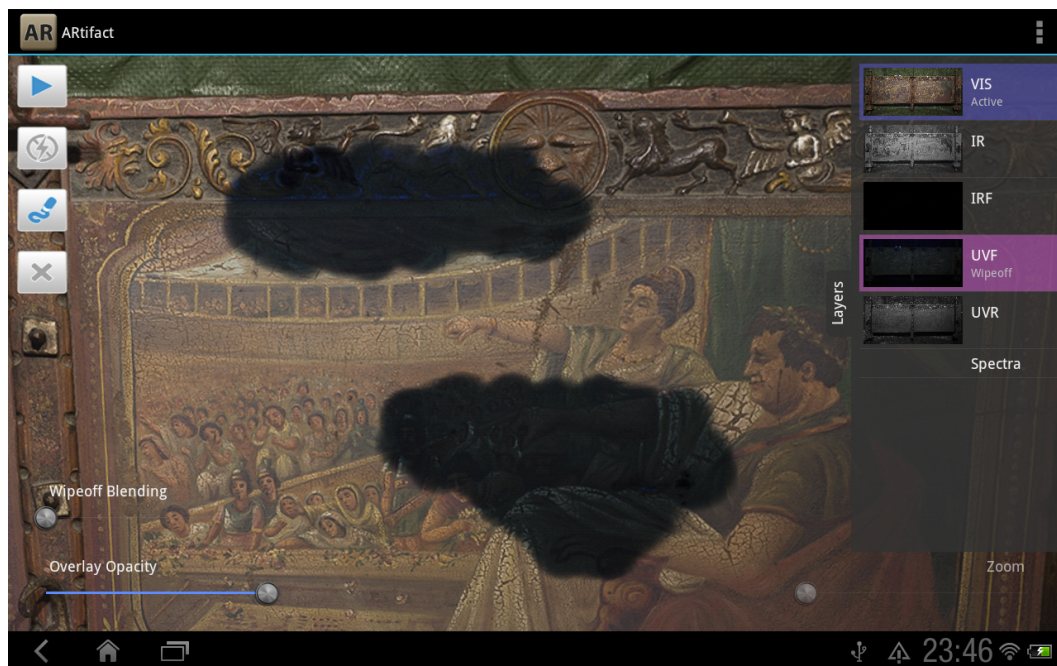 AR ARtifact
VIS
Active
IR
IRF
UVF
Wipeoff
UVR
Spectra
Layers
Wipeoff Blending
Overlay Opacity
Zoom
23:46